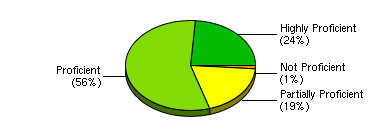 Highly Proficient
(24%)
Proficient
(56%)
Not Proficient
(1%)
Partially Proficient
(19%)